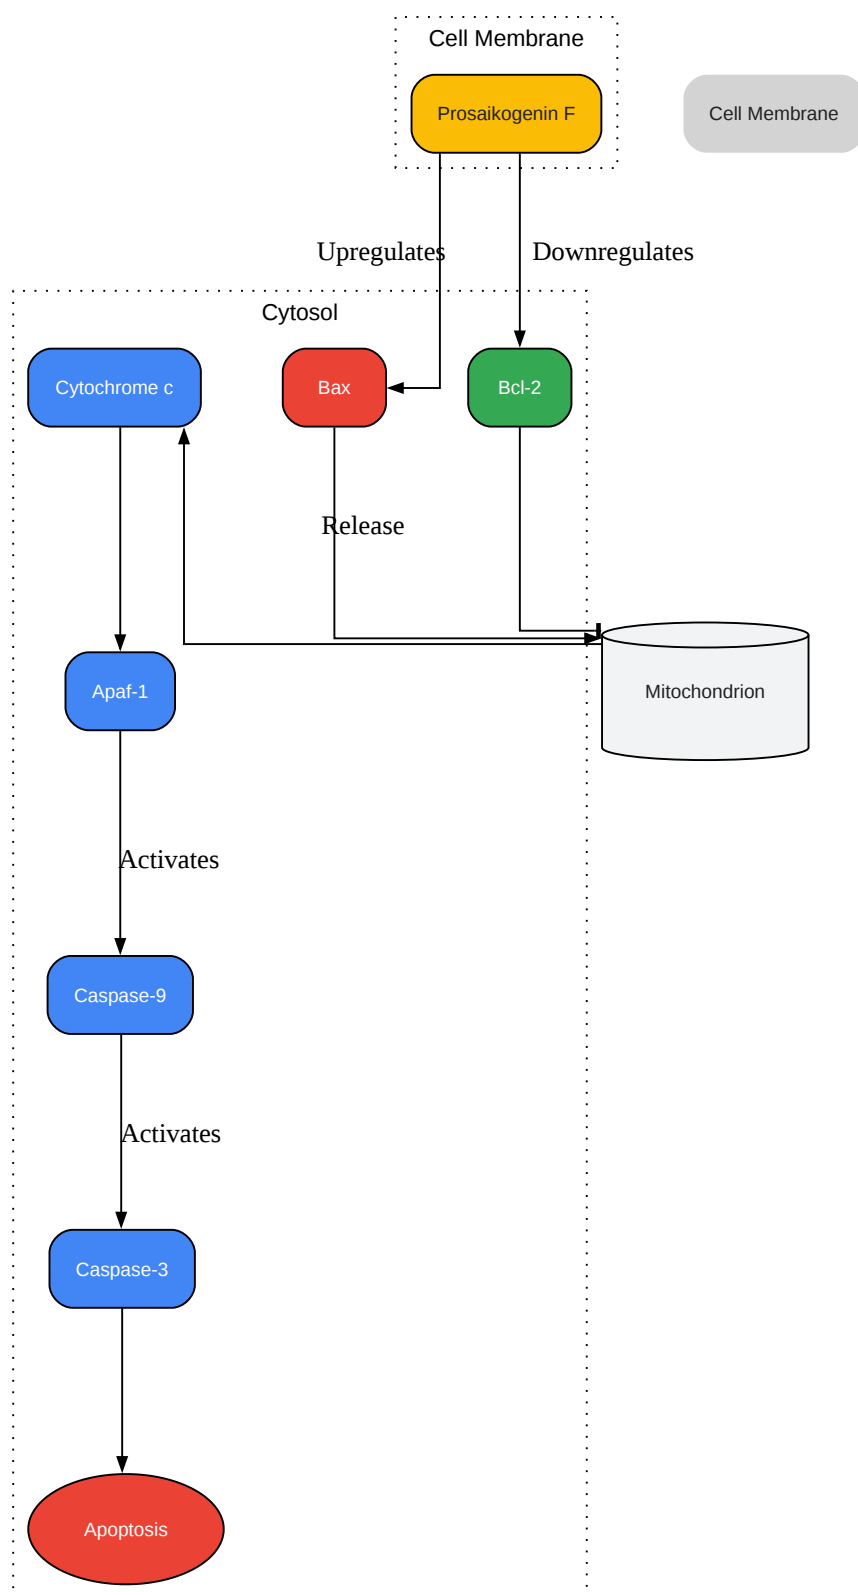 Cell Membrane
Prosaikogenin F
Cell Membrane
Upregulates
Downregulates
Cytosol
Cytochrome c
Bax
Bcl-2
Release
Apaf-1
Mitochondrion
Activates
Caspase-9
Activates
Caspase-3
Apoptosis